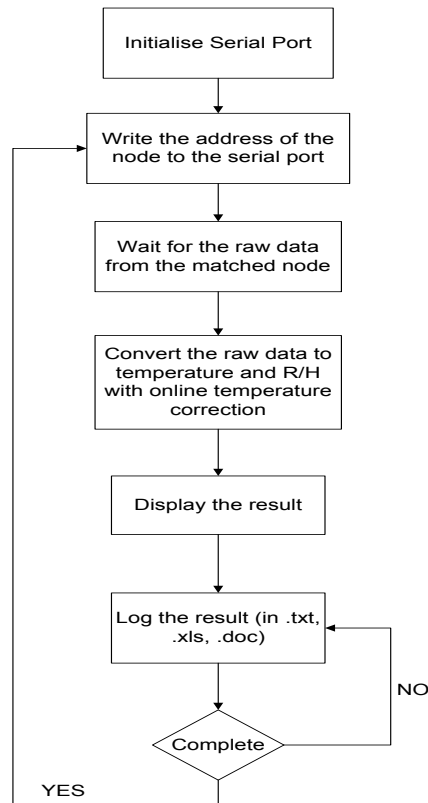 Initialise Serial Port
Write the address of the
node to the serial port
Wait for the raw data
from the matched node
Convert the raw data to
temperature and R/H
with online temperature
correction
Display the result
Log the result (in .txt,
.xls, .doc)
NO
Complete
YES